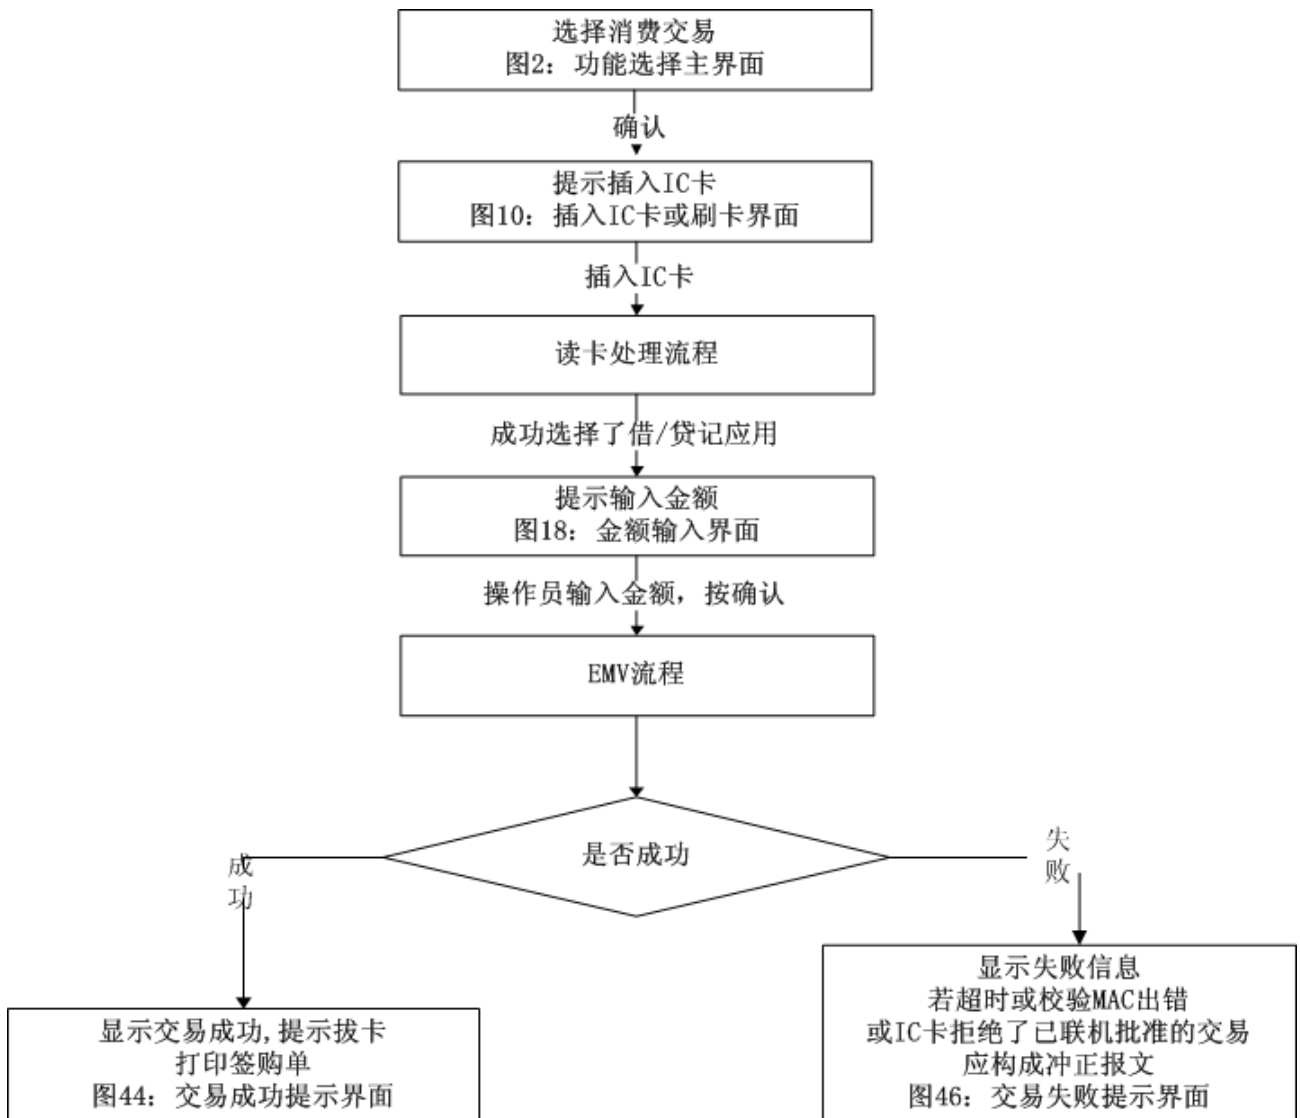 选择消费交易
图2：功能选择主界面
确认
提示插入IC卡
图10：插入IC卡或刷卡界面
插入IC卡
读卡处理流程
成功选择了借/贷记应用
提示输入金额
图18：金额输入界面
操作员输入金额，按确认
EMV流程
是否成功
成
功
失
败
显示交易成功,提示拔卡
打印签购单
图44：交易成功提示界面
显示失败信息
若超时或校验MAC出错
或IC卡拒绝了已联机批准的交易
应构成冲正报文
图46：交易失败提示界面